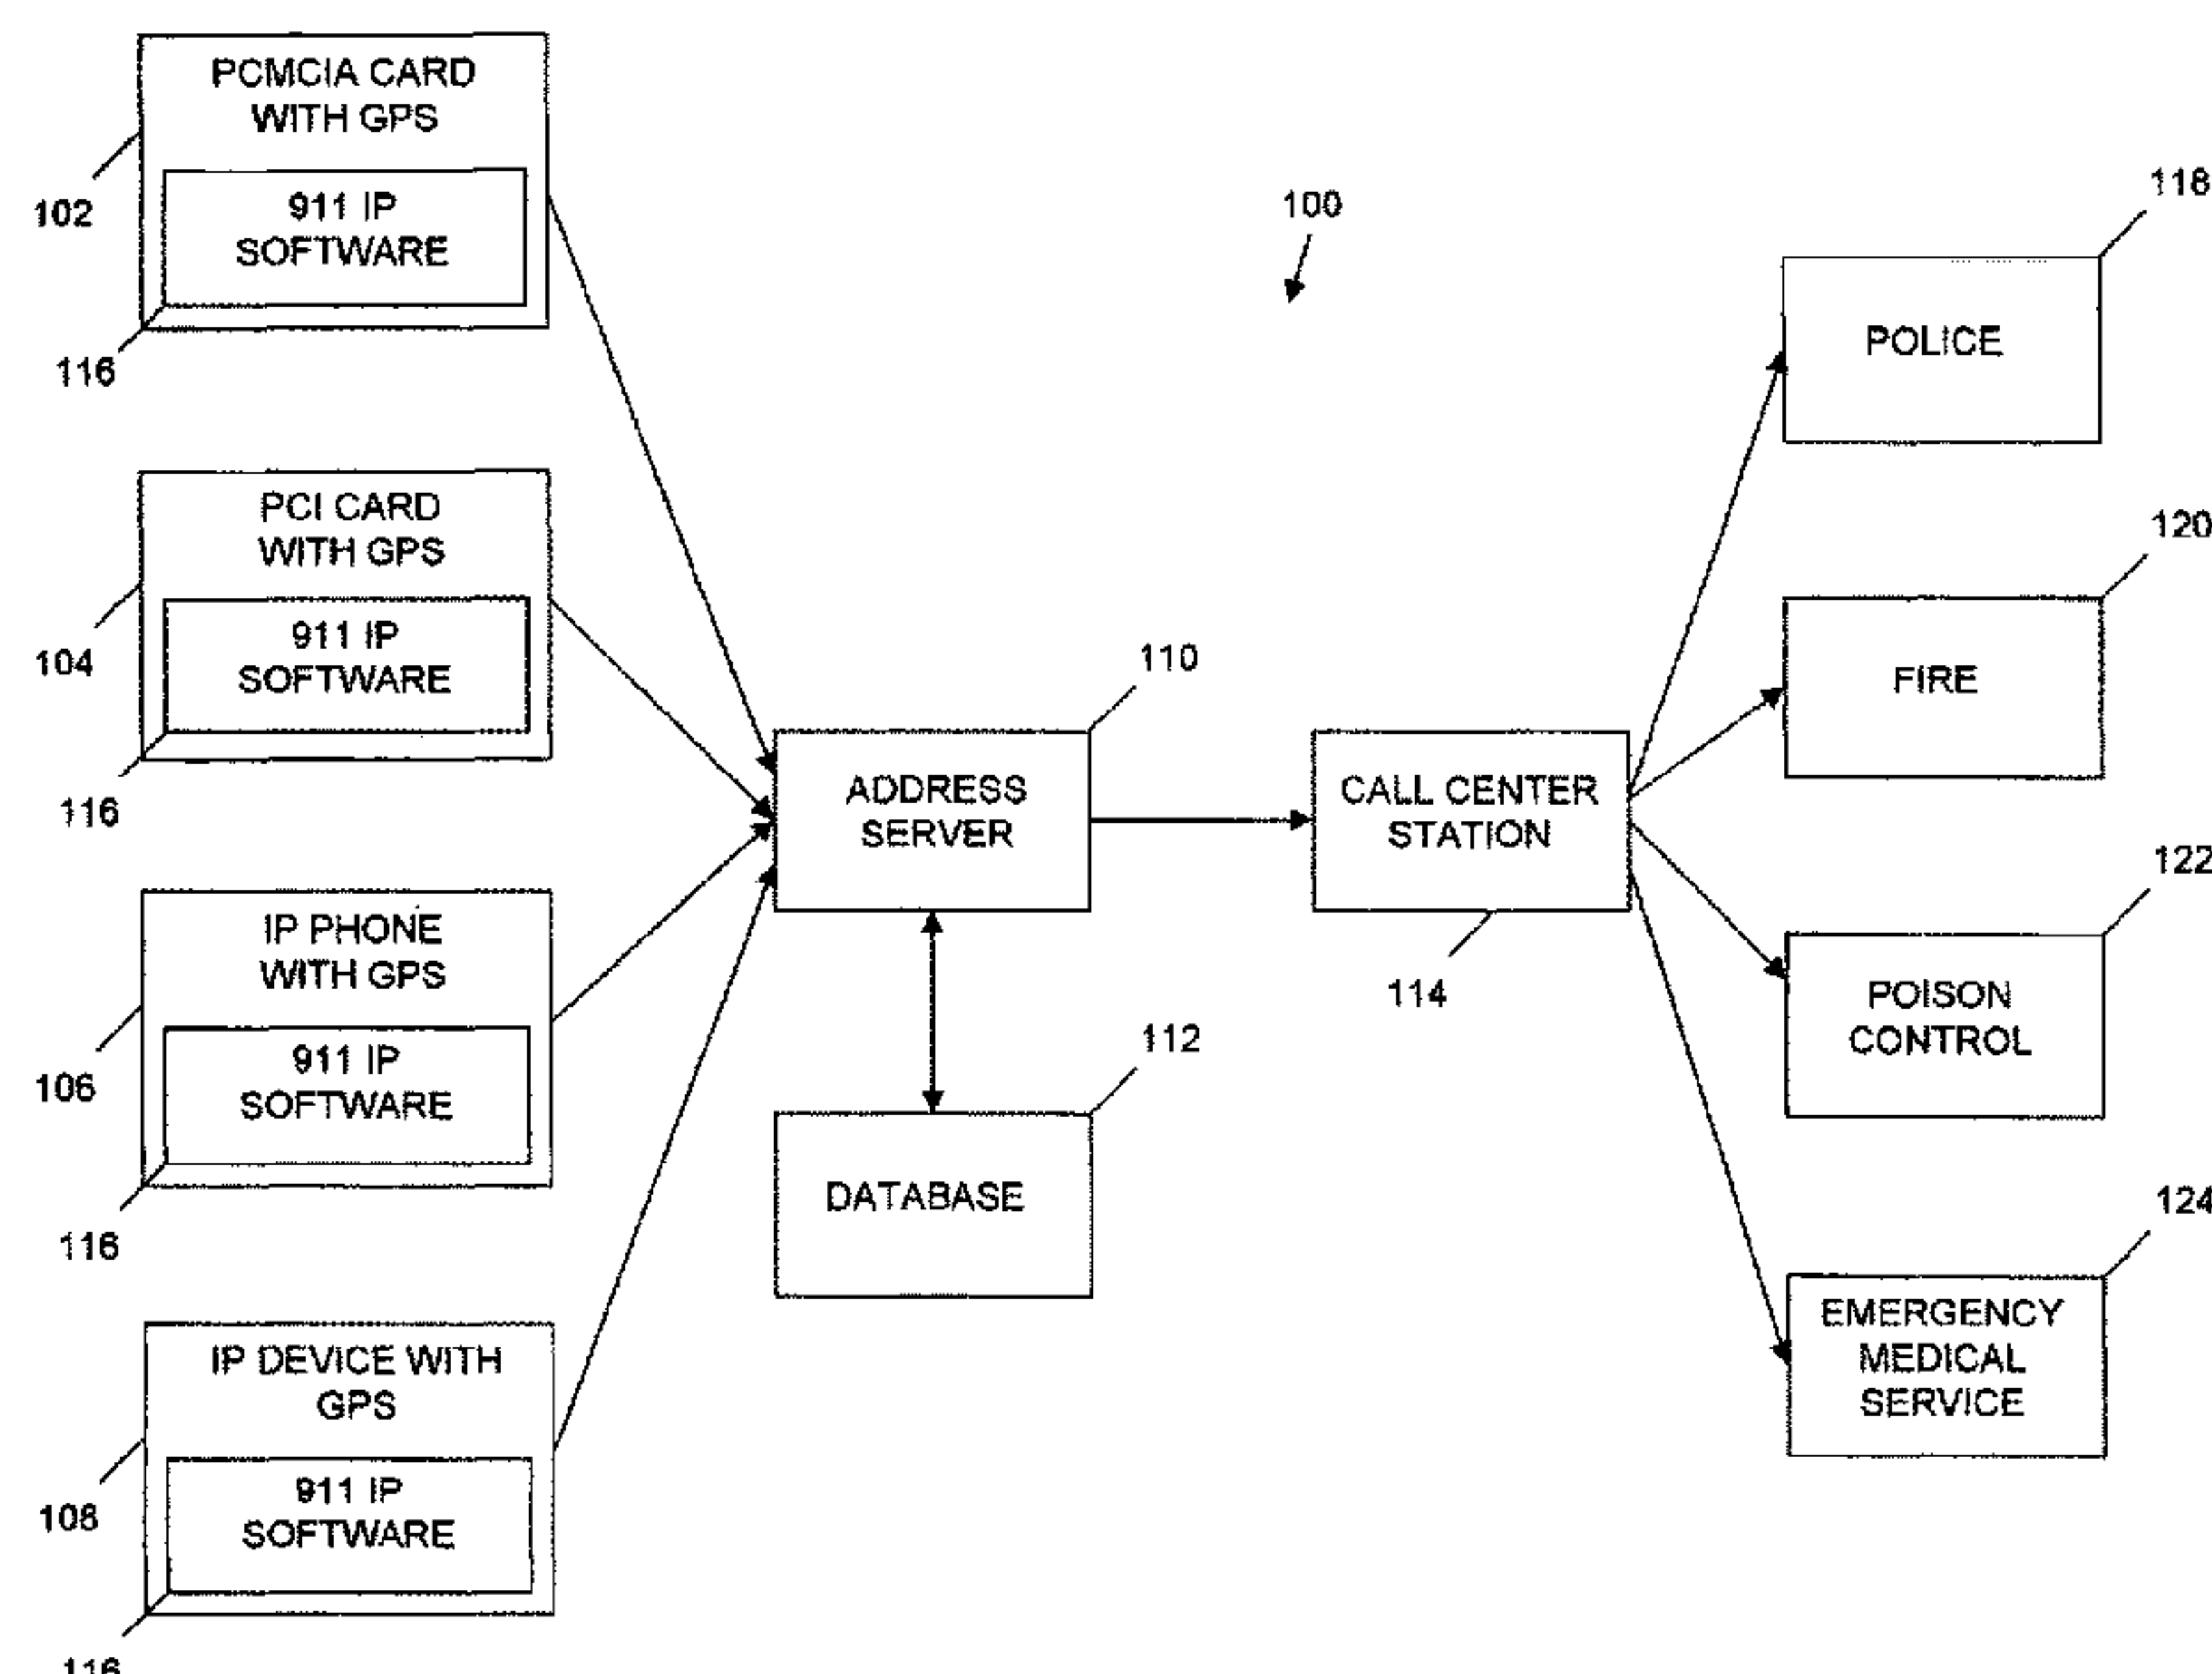 PCMCIA CARD
WITH GPS
911 IP
SOFTWARE
102
116
PCI CARD
WITH GPS
911 IP
SOFTWARE
104
116
IP PHONE
WITH GPS
911 IP
SOFTWARE
106
116
IP DEVICE WITH
GPS
911 IP
SOFTWARE
108
116
100
110
ADDRESS
SERVER
112
DATABASE
CALL CENTER
STATION
114
118
POLICE
120
FIRE
122
POISON
CONTROL
124
EMERGENCY
MEDICAL
SERVICE